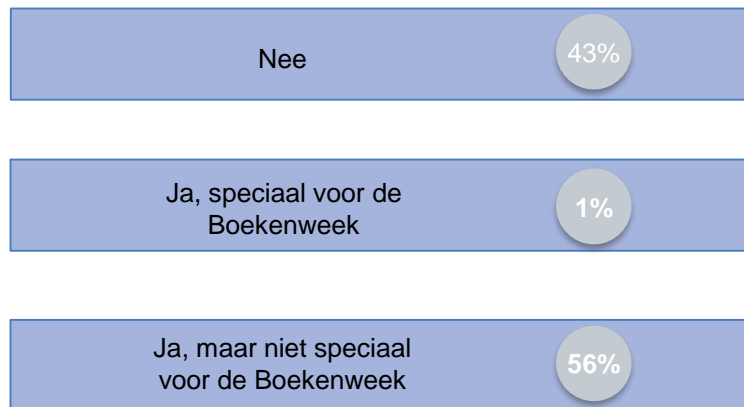 Nee 43%
Ja, speciaal voor de
Boekenweek
1%
Ja, maar niet speciaal
voor de Boekenweek
56%